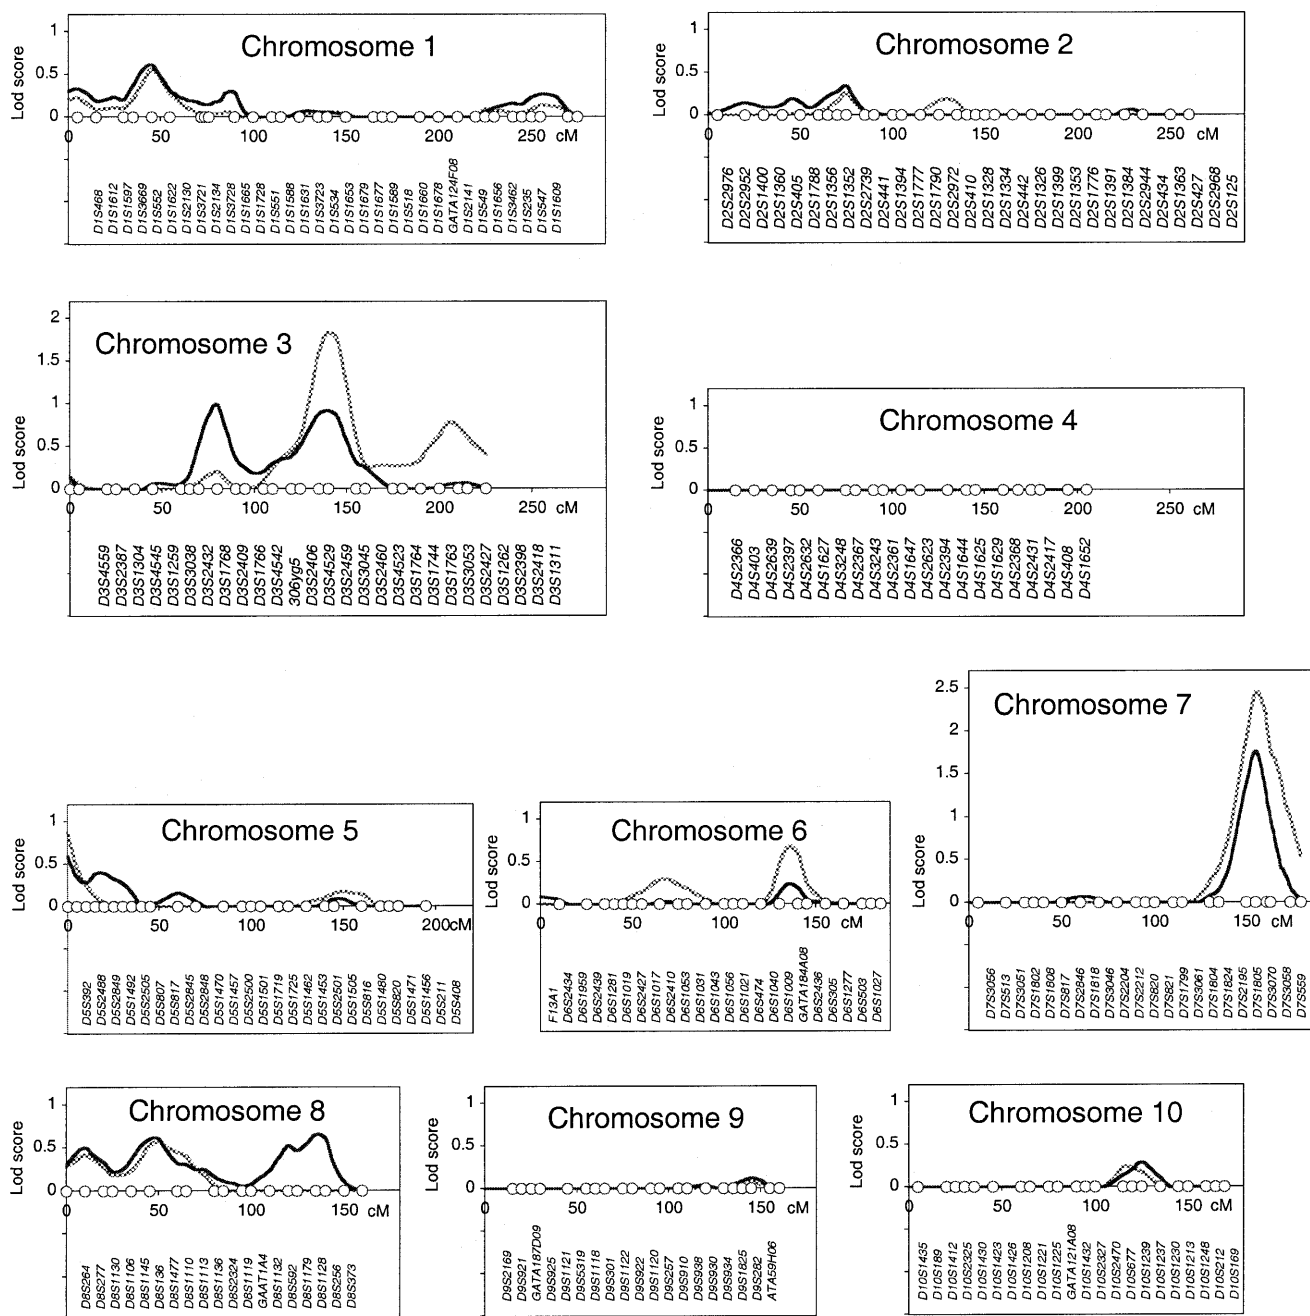 Chromosome 1
Lod score
1
0.5
0
0 50 100 150 200 250 cM
D1S468 D1S1612 D1S1597 D1S3669 D1S552 D1S1622 D1S2130 D1S3721 D1S2134 D1S3728 D1S1665 D1S1728 D1S551 D1S1588 D1S1631 D1S3723 D1S534 D1S1653 D1S1679 D1S1677 D1S1589 D1S518 D1S1660 D1S1678 GATA124F08 D1S2141 D1S549 D1S1656 D1S3462 D1S235 D1S547 D1S1609
Chromosome 2
Lod score
1
0.5
0
0 50 100 150 200 250 cM
D2S2976 D2S2952 D2S1400 D2S1360 D2S405 D2S1788 D2S1356 D2S1352 D2S2739 D2S441 D2S1394 D2S1777 D2S1790 D2S2972 D2S410 D2S1328 D2S1334 D2S442 D2S1326 D2S1399 D2S1353 D2S1776 D2S1391 D2S1384 D2S2944 D2S434 D2S1363 D2S427 D2S2968 D2S125
Chromosome 3
Lod score
2
1.5
1
0.5
0
0 50 100 150 200 250 cM
D3S4559 D3S2387 D3S1304 D3S4545 D3S1259 D3S3038 D3S2432 D3S1768 D3S2409 D3S1766 D3S4542 306yg5 D3S2406 D3S4529 D3S2459 D3S3045 D3S2460 D3S4523 D3S1764 D3S1744 D3S1763 D3S3053 D3S2427 D3S1262 D3S2398 D3S2418 D3S1311
Chromosome 4
Lod score
1
0.5
0
0 50 100 150 200 250 cM
D4S2366 D4S403 D4S2639 D4S2397 D4S2632 D4S1627 D4S3248 D4S2367 D4S3243 D4S2361 D4S1647 D4S2623 D4S2394 D4S1644 D4S1625 D4S1629 D4S2368 D4S2431 D4S2417 D4S408 D4S1652
Chromosome 5
Lod score
1
0.5
0
0 50 100 150 200cM
D5S392 D5S2488 D5S2849 D5S1492 D5S2505 D5S807 D5S817 D5S2845 D5S2848 D5S1470 D5S1457 D5S2500 D5S1501 D5S1719 D5S1725 D5S1462 D5S1453 D5S2501 D5S1505 D5S816 D5S1480 D5S820 D5S1471 D5S1456 D5S211 D5S408
Chromosome 6
Lod score
1
0.5
0
0 50 100 150 cM
F13A1 D6S2434 D6S1959 D6S2439 D6S1281 D6S1019 D6S2427 D6S1017 D6S2410 D6S1053 D6S1031 D6S1043 D6S1056 D6S1021 D6S474 D6S1040 D6S1009 GATA184A08 D6S2436 D6S305 D6S1277 D6S503 D6S1027
Chromosome 7
Lod score
2.5
2
1.5
1
0.5
0
0 50 100 150 cM
D7S3056 D7S513 D7S3051 D7S1802 D7S1808 D7S817 D7S2846 D7S1818 D7S3046 D7S2204 D7S2212 D7S820 D7S821 D7S1799 D7S3061 D7S1804 D7S1824 D7S2195 D7S1805 D7S3070 D7S3058 D7S559
Chromosome 8
Lod score
1
0.5
0
0 50 100 150 cM
D8S264 D8S277 D8S1130 D8S1106 D8S1145 D8S136 D8S1477 D8S1110 D8S1113 D8S1136 D8S2324 D8S1119 GAAT1A4 D8S1132 D8S592 D8S1179 D8S1128 D8S256 D8S373
Chromosome 9
Lod score
1
0.5
0
0 50 100 150 cM
D9S2169 D9S921 GATA187D09 D9S925 D9S1121 D9S5319 D9S1118 D9S301 D9S1122 D9S922 D9S1120 D9S257 D9S910 D9S938 D9S930 D9S934 D9S1825 D9S282 ATA59H06
Chromosome 10
Lod score
1
0.5
0
0 50 100 150 cM
D10S1435 D10S189 D10S1412 D10S2325 D10S1430 D10S1423 D10S1426 D10S1208 D10S1221 D10S1225 GATA121A08 D10S1432 D10S2327 D10S2470 D10S677 D10S1239 D10S1237 D10S1230 D10S1213 D10S1248 D10S212 D10S169